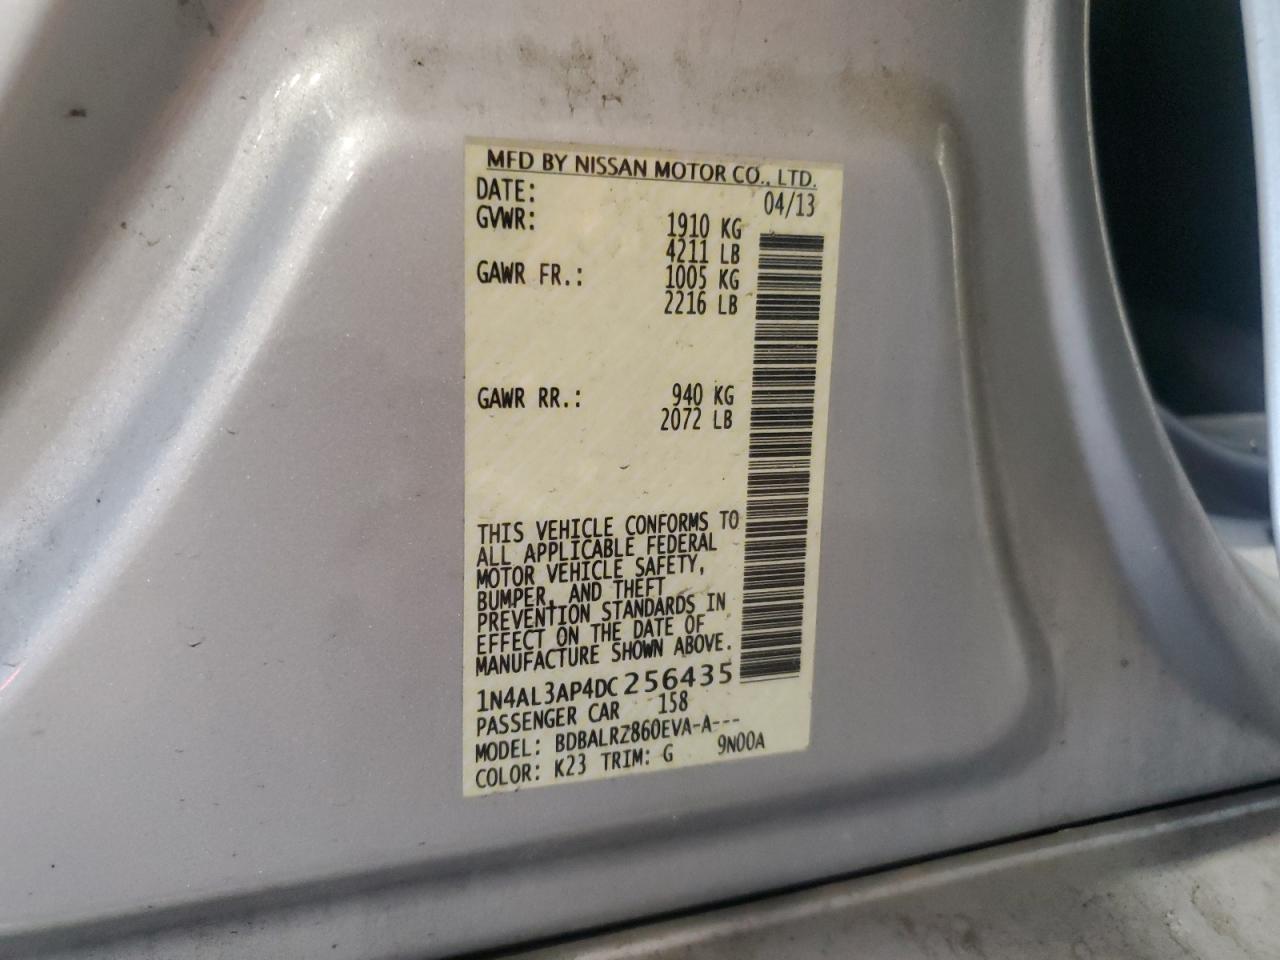 MFD BY NISSAN MOTOR CO., LTD.
DATE: 04/13
GVWR: 1910 KG
4211 LB
GAWR FR.: 1005 KG
2216 LB
GAWR RR.: 940 KG
2072 LB
THIS VEHICLE CONFORMS TO
ALL APPLICABLE FEDERAL
MOTOR VEHICLE SAFETY,
BUMPER, AND THEFT
PREVENTION STANDARDS IN
EFFECT ON THE DATE OF
MANUFACTURE SHOWN ABOVE.
1N4AL3AP4DC256435
PASSENGER CAR 158
MODEL: BDBALRZ860EVA-A---
COLOR: K23 TRIM: G 9N00A